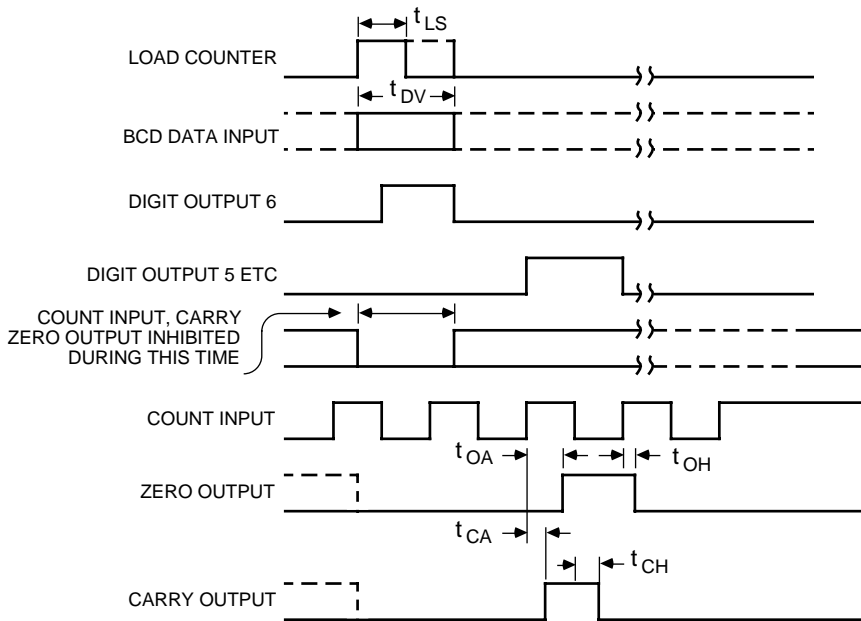 t LS
LOAD COUNTER
t DV
BCD DATA INPUT
DIGIT OUTPUT 6
DIGIT OUTPUT 5 ETC
COUNT INPUT, CARRY
ZERO OUTPUT INHIBITED
DURING THIS TIME
COUNT INPUT
t OA
t OH
ZERO OUTPUT
t CA
t CH
CARRY OUTPUT